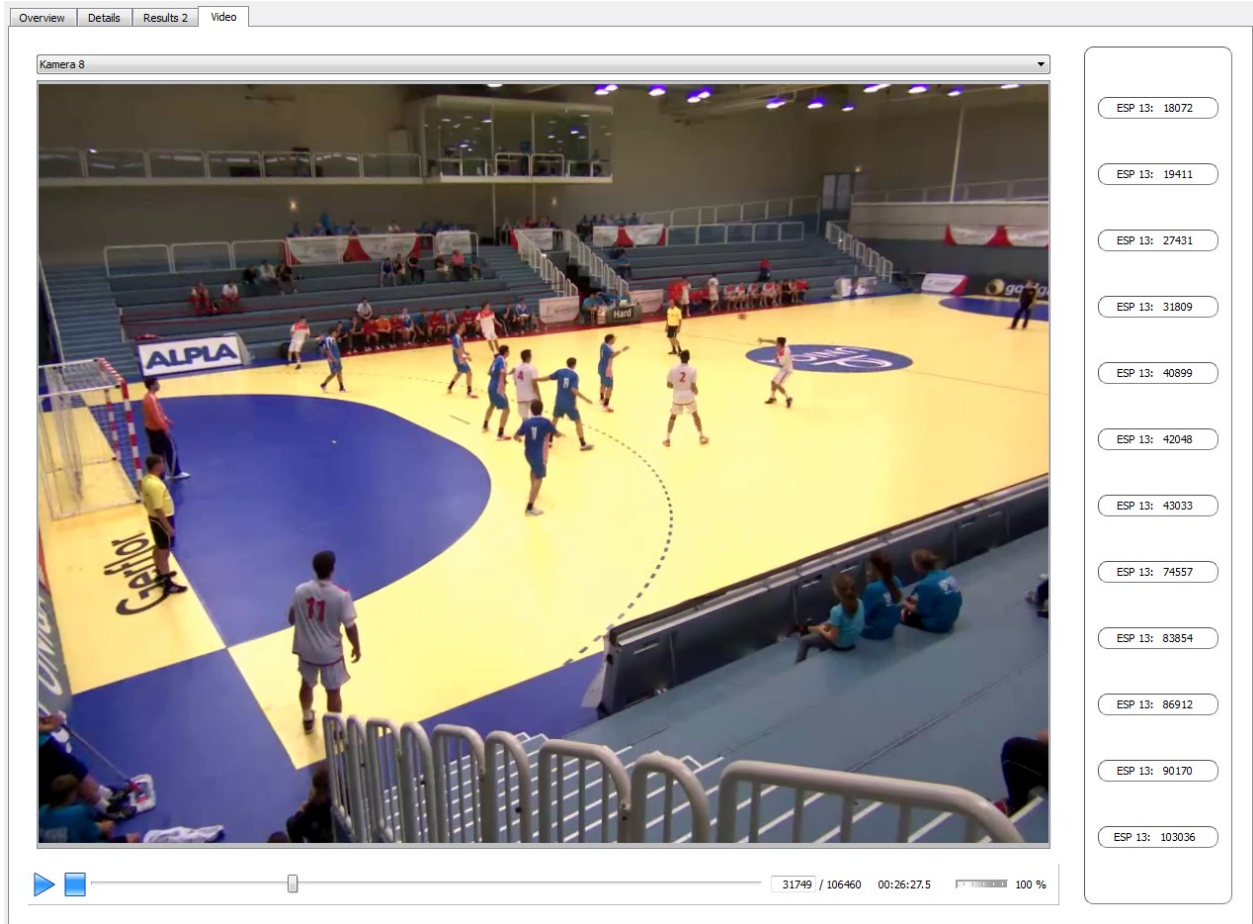 Overview Details Results 2 Video
Kamera 8
ESP 13: 18072
ESP 13: 19411
ESP 13: 27431
ESP 13: 31809
ESP 13: 40899
ESP 13: 42048
ESP 13: 43033
ESP 13: 74557
ESP 13: 83854
ESP 13: 86912
ESP 13: 90170
ESP 13: 103036
Hard
ALPLA
4
2
11
Gerflor
31749 / 106460 00:26:27.5 100 %